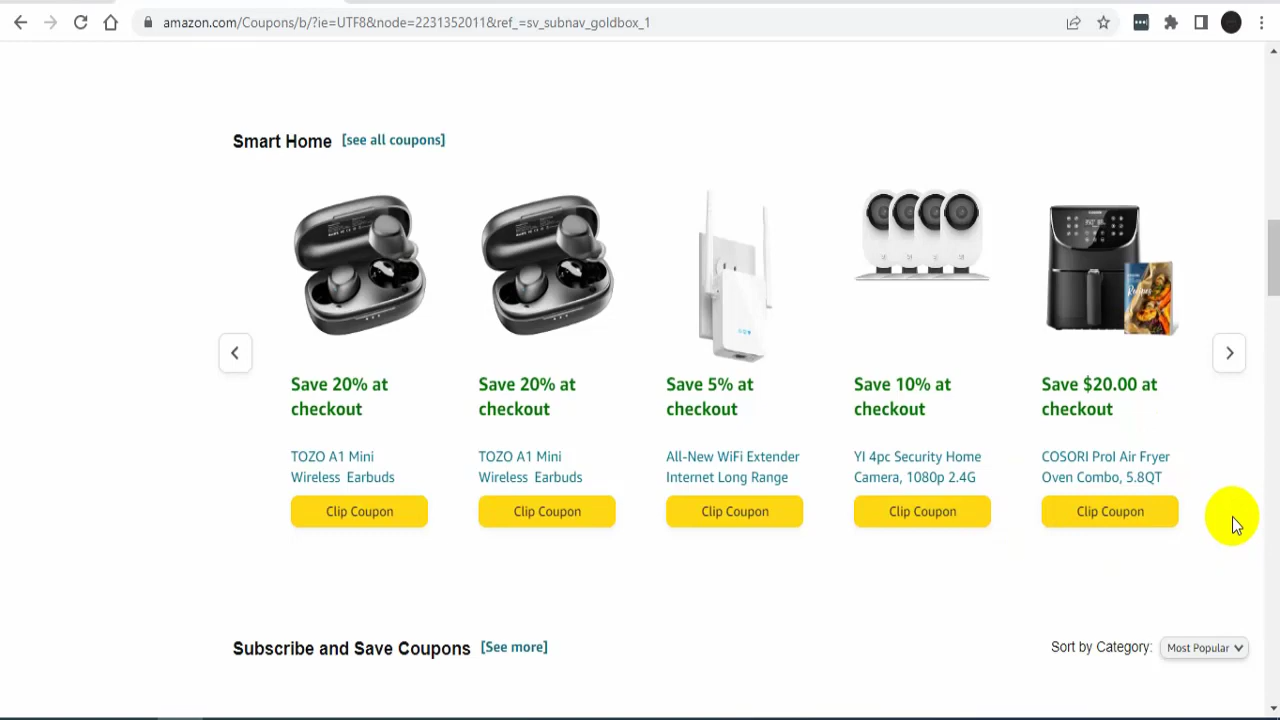 amazon.com/Coupons/b/?ie=UTF8&node=2231352011&ref_=sv_subnav_goldbox_1
Smart Home [see all coupons]
Save 20% at
checkout
TOZO A1 Mini
Wireless Earbuds
Clip Coupon
Save 20% at
checkout
TOZO A1 Mini
Wireless Earbuds
Clip Coupon
Save 5% at
checkout
All-New WiFi Extender
Internet Long Range
Clip Coupon
Save 10% at
checkout
YI 4pc Security Home
Camera, 1080p 2.4G
Clip Coupon
Recipes
Save $20.00 at
checkout
COSORI Prol Air Fryer
Oven Combo, 5.8QT
Clip Coupon
Subscribe and Save Coupons [See more]
Sort by Category: Most Popular